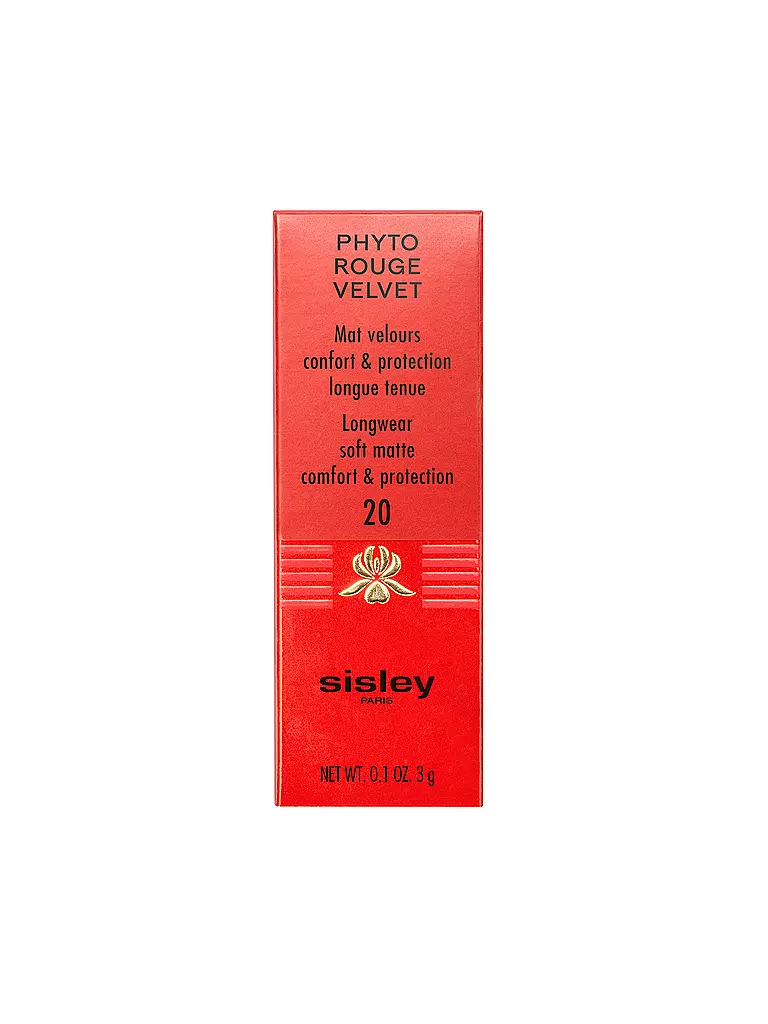 PHYTO
ROUGE
VELVET
Mat velours
confort & protection
longue tenue
Longwear
soft matte
comfort & protection
20
sisley
PARIS
NET WT. 0.1 OZ. 3 g